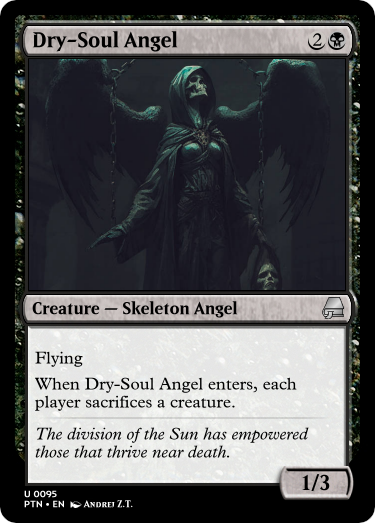 Dry-Soul Angel 2
Creature — Skeleton Angel
Flying
When Dry-Soul Angel enters, each
player sacrifices a creature.
The division of the Sun has empowered
those that thrive near death.
1/3
U 0095
PTN • EN Andrej Z.T.